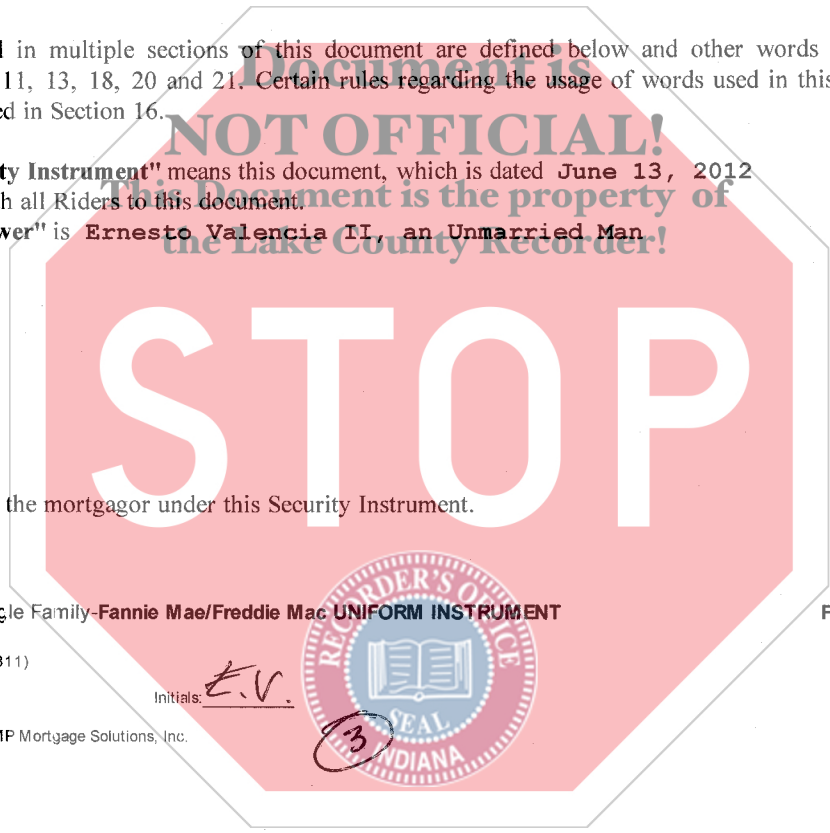 in multiple sections of this document are defined below and other words
11, 13, 18, 20 and 21. Certain rules regarding the usage of words used in this
ed in Section 16.
Document is
NOT OFFICIAL!
This Document is the property of
the Lake County Recorder!
ty Instrument" means this document, which is dated June 13, 2012
h all Riders to this document.
wer" is Ernesto Valencia II, an Unmarried Man
STOP
the mortgagor under this Security Instrument.
gle Family-Fannie Mae/Freddie Mac UNIFORM INSTRUMENT F
311)
Initials: E.V.
MP Mortgage Solutions, Inc.
3
RECORDER'S OFFICE
SEAL
INDIANA